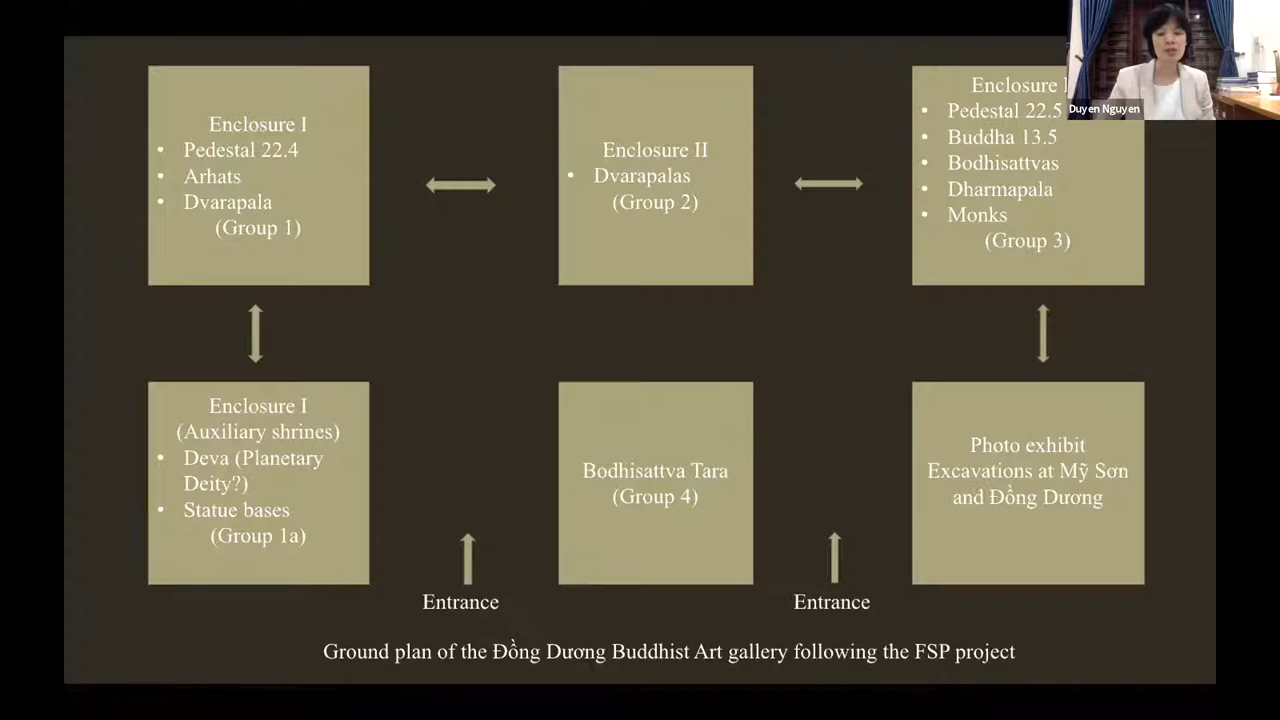 Enclosure I
• Pedestal 22.4
• Arhats
• Dvarapala
(Group 1)
Enclosure II
• Dvarapalas
(Group 2)
Enclosure
• Pedestal 22.5
• Buddha 13.5
• Bodhisattvas
• Dharmapala
• Monks
(Group 3)
Duyen Nguyen
Enclosure I
(Auxiliary shrines)
• Deva (Planetary
Deity?)
• Statue bases
(Group 1a)
Bodhisattva Tara
(Group 4)
Photo exhibit
Excavations at Mỹ Sơn
and Đồng Dương
Entrance
Entrance
Ground plan of the Đồng Dương Buddhist Art gallery following the FSP project